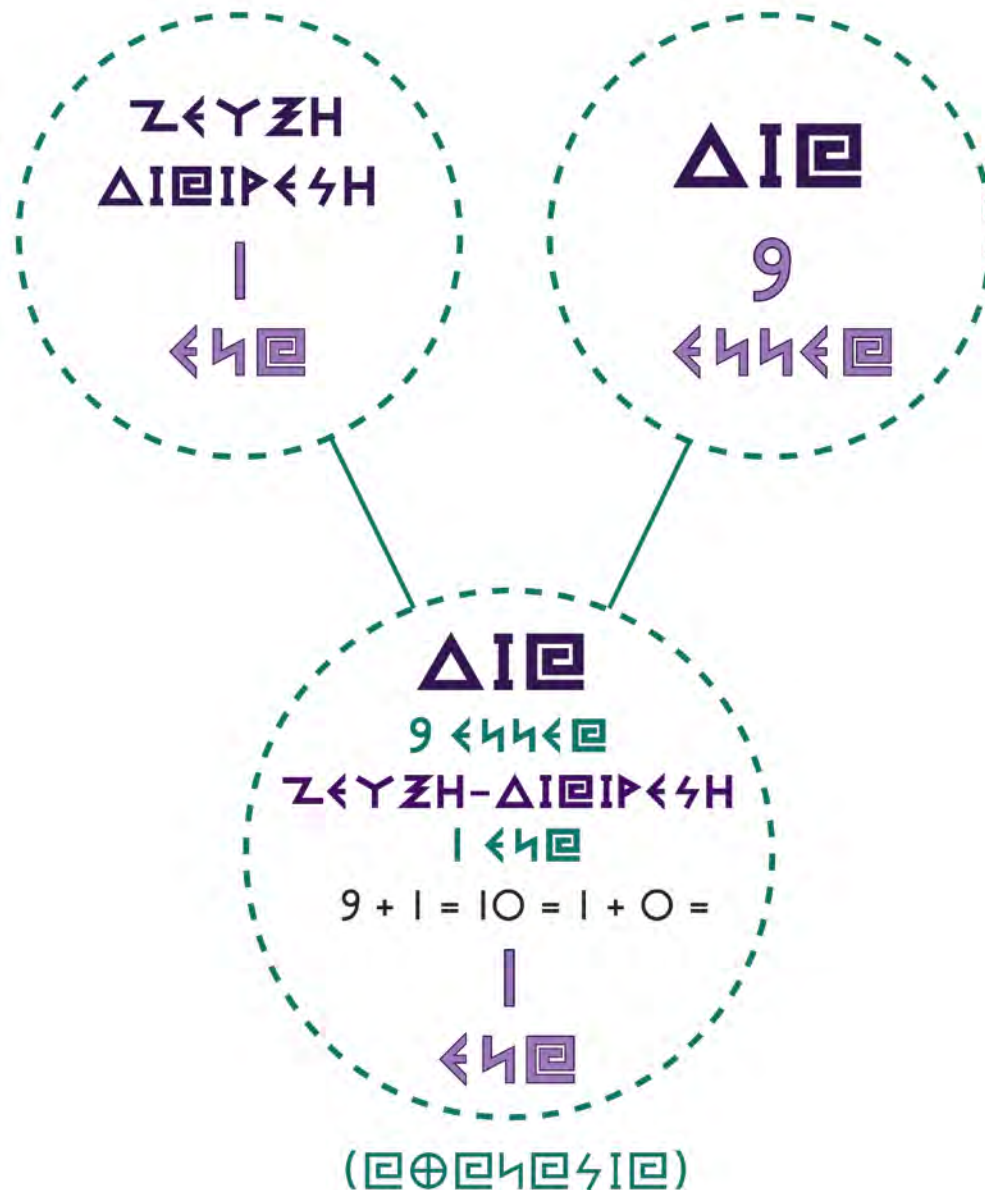 ΖΕΥΞΗ
ΔΙΑΙΡΕΣΗ
1
ΕΝΑ
ΔΙΑ
9
ΕΝΝΕΑ
ΔΙΑ
9 ΕΝΝΕΑ
ΖΕΥΞΗ-ΔΙΑΙΡΕΣΗ
1 ΕΝΑ
9 + 1 = 10 = 1 + 0 =
1
ΕΝΑ
(ΑΘΑΝΑΣΙΑ)